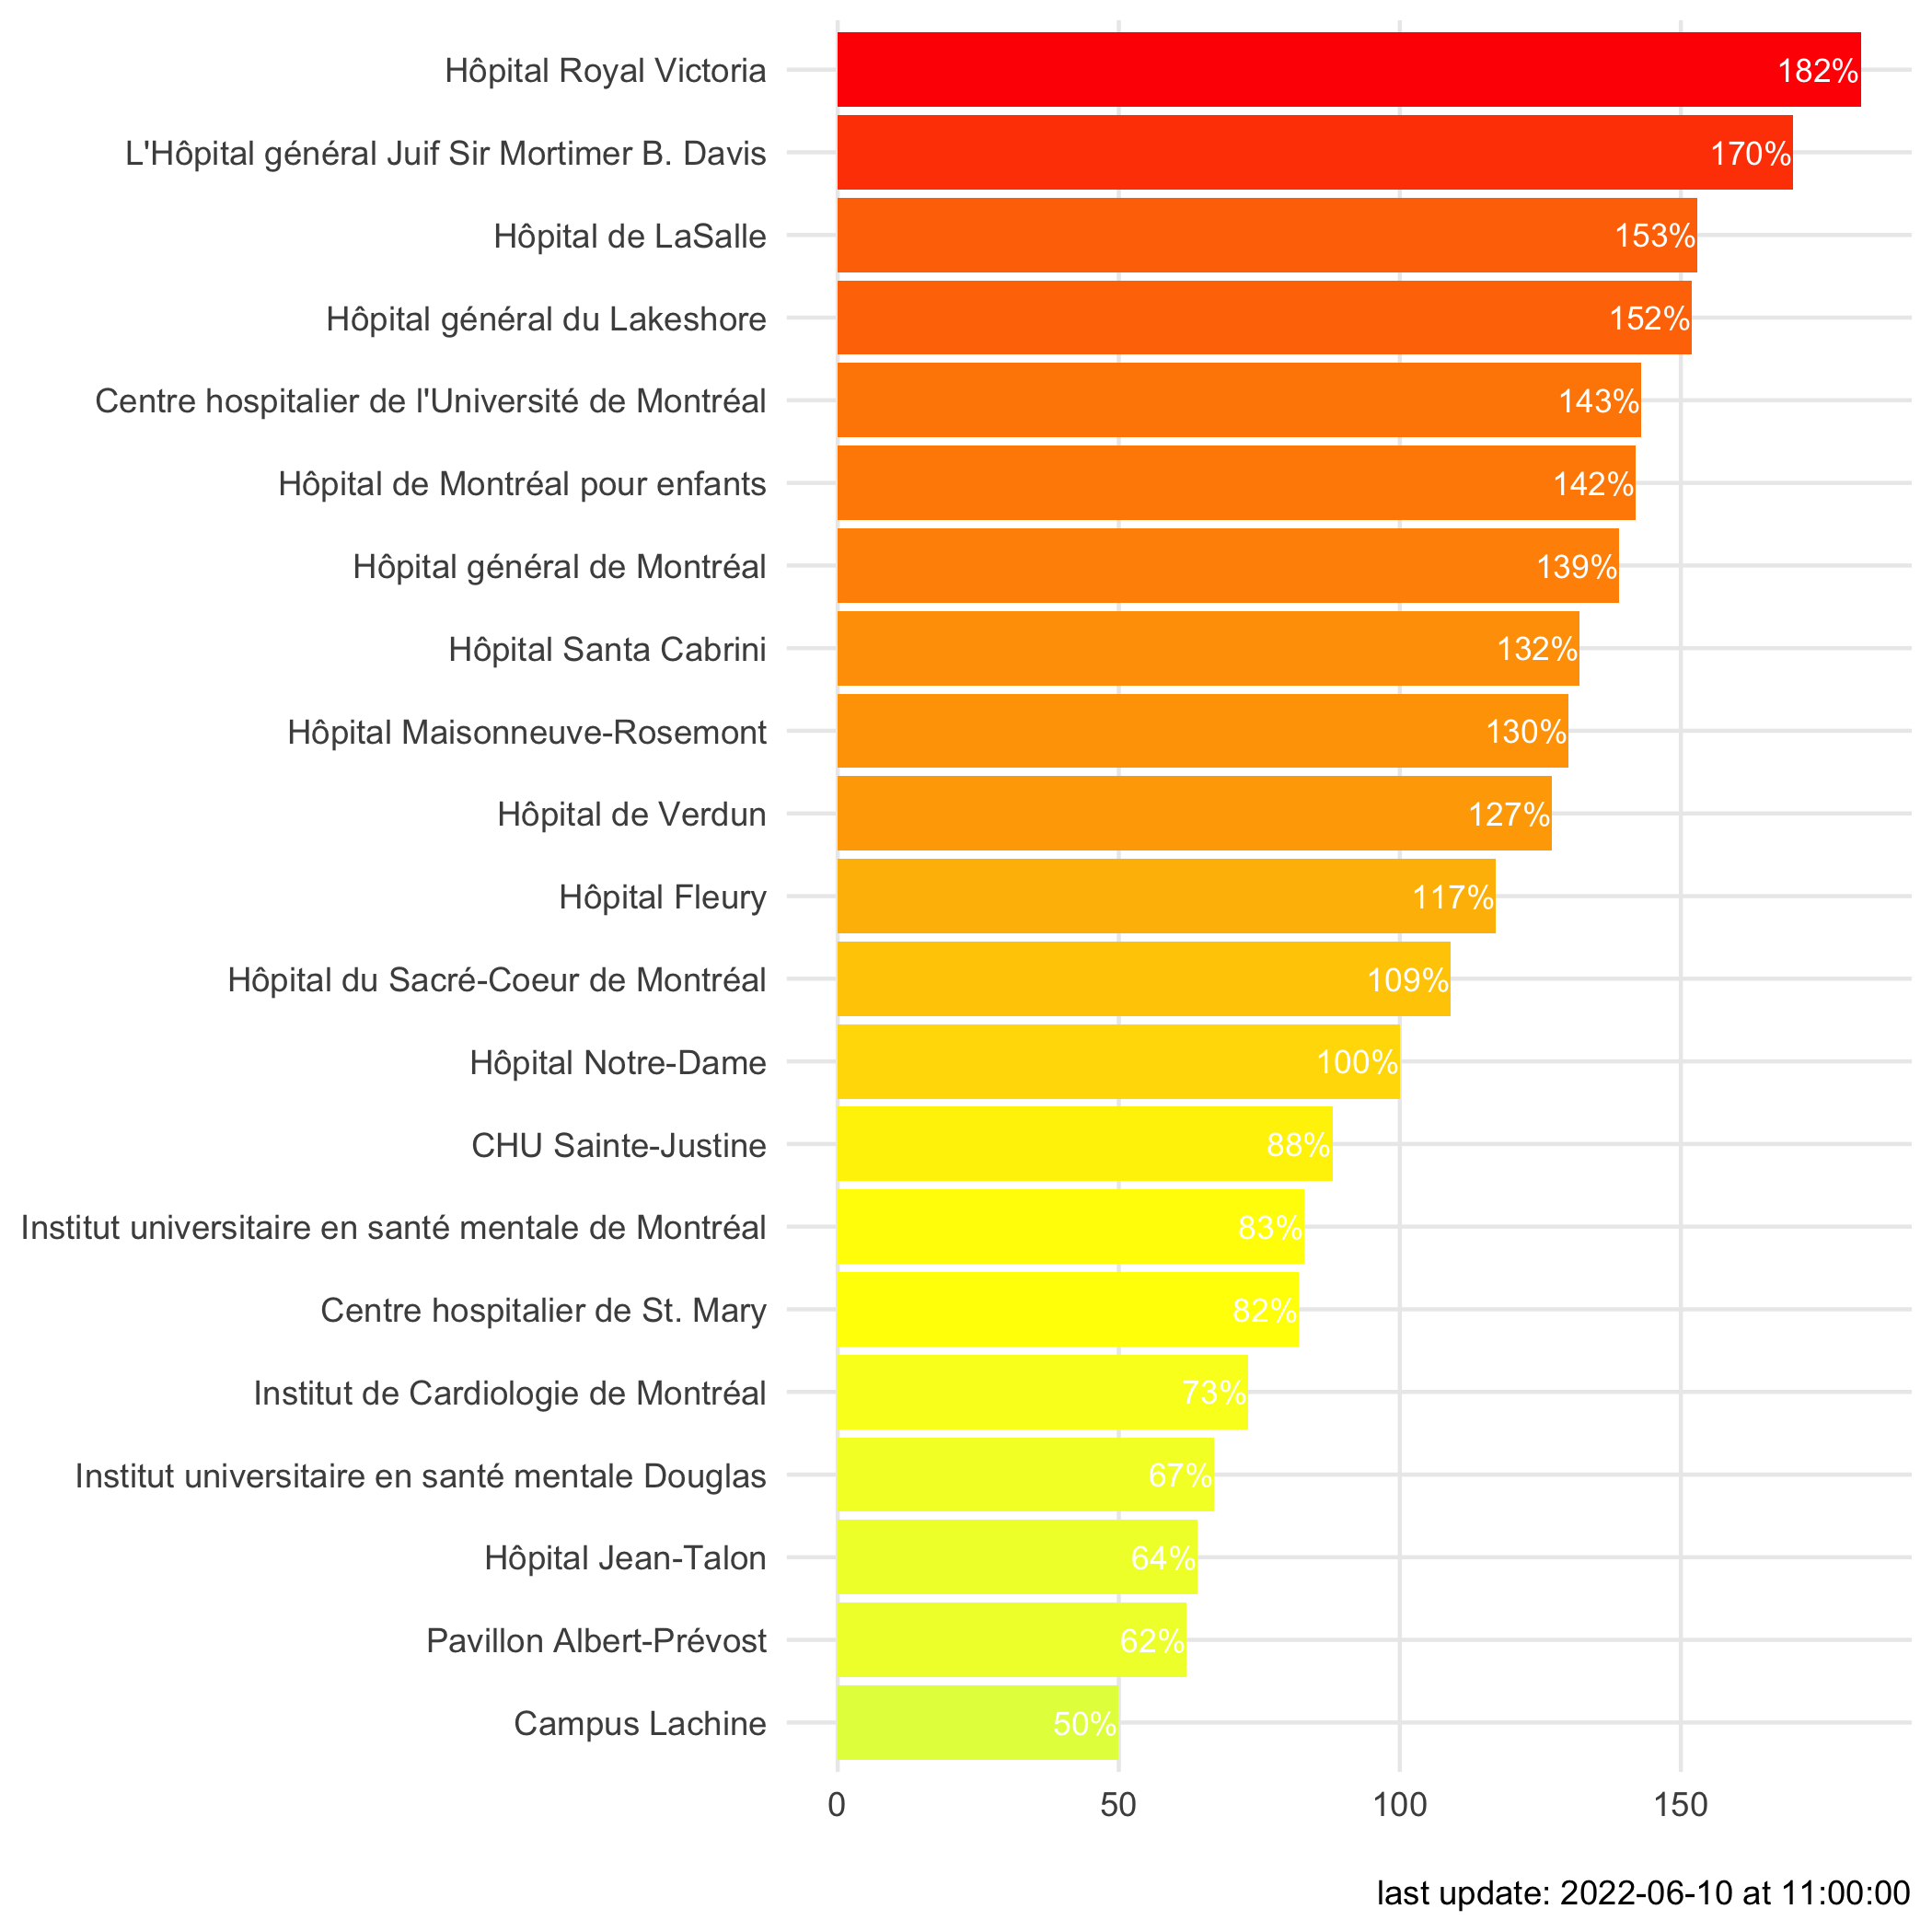 Hôpital Royal Victoria 182%
L'Hôpital général Juif Sir Mortimer B. Davis 170%
Hôpital de LaSalle 153%
Hôpital général du Lakeshore 152%
Centre hospitalier de l'Université de Montréal 143%
Hôpital de Montréal pour enfants 142%
Hôpital général de Montréal 139%
Hôpital Santa Cabrini 132%
Hôpital Maisonneuve-Rosemont 130%
Hôpital de Verdun 127%
Hôpital Fleury 117%
Hôpital du Sacré-Coeur de Montréal 109%
Hôpital Notre-Dame 100%
CHU Sainte-Justine 88%
Institut universitaire en santé mentale de Montréal 83%
Centre hospitalier de St. Mary 82%
Institut de Cardiologie de Montréal 73%
Institut universitaire en santé mentale Douglas 67%
Hôpital Jean-Talon 64%
Pavillon Albert-Prévost 62%
Campus Lachine 50%
0 50 100 150
last update: 2022-06-10 at 11:00:00